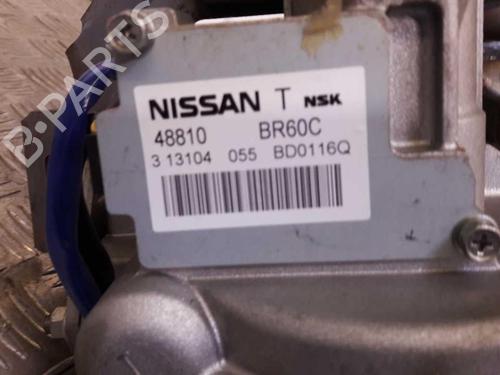 B-PARTS
NISSAN T NSK
48810 BR60C
3 13104 055 BD0116Q